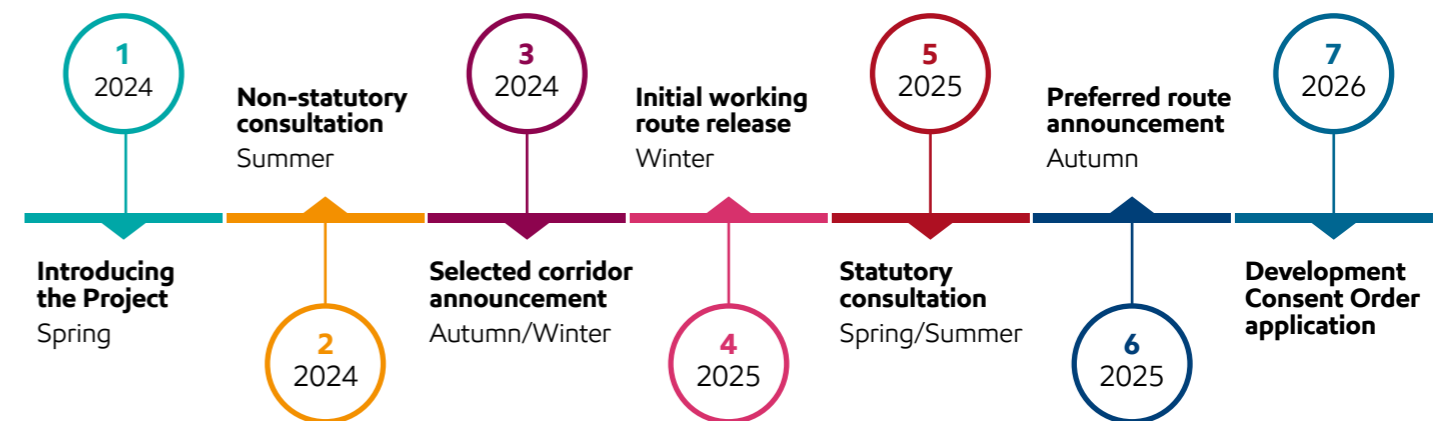 1
2024
Introducing
the Project
Spring
Non-statutory
consultation
Summer
2
2024
3
2024
Selected corridor
announcement
Autumn/Winter
Initial working
route release
Winter
4
2025
5
2025
Statutory
consultation
Spring/Summer
Preferred route
announcement
Autumn
6
2025
7
2026
Development
Consent Order
application